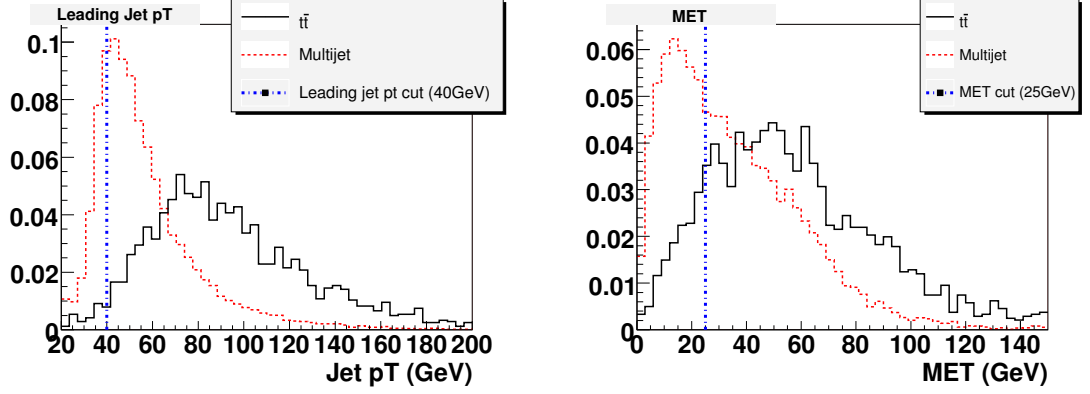 Leading Jet pT
tt̄
Multijet
Leading jet pt cut (40GeV)
0.1
0.08
0.06
0.04
0.02
0
20 40 60 80 100 120 140 160 180 200
Jet pT (GeV)
MET
tt̄
Multijet
MET cut (25GeV)
0.06
0.05
0.04
0.03
0.02
0.01
0
0 20 40 60 80 100 120 140
MET (GeV)